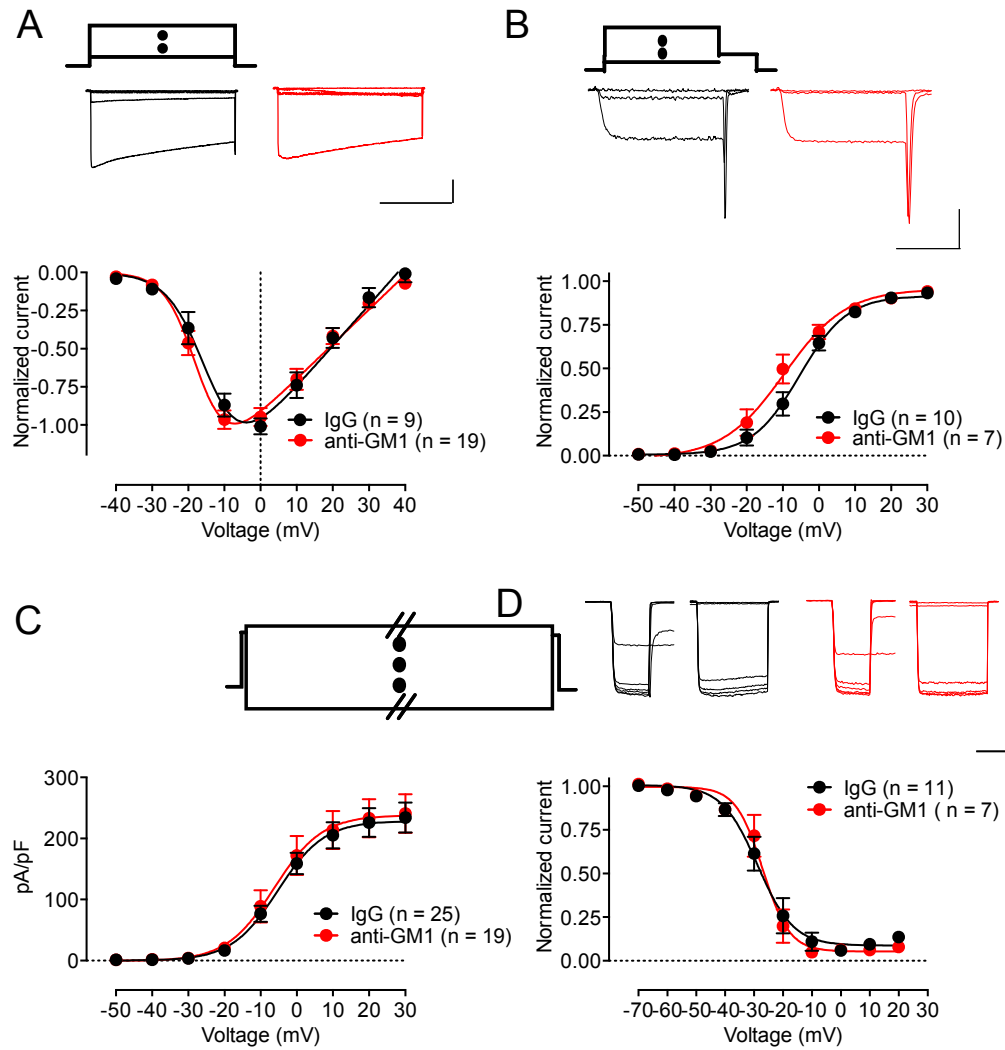 A
B
0.00
-0.25
-0.50
-0.75
-1.00
Normalized current
IgG (n = 9)
anti-GM1 (n = 19)
-40 -30 -20 -10 0 10 20 30 40
Voltage (mV)
1.00
0.75
0.50
0.25
0.00
Normalized current
IgG (n = 10)
anti-GM1 (n = 7)
-50 -40 -30 -20 -10 0 10 20 30
Voltage (mV)
C
D
300
200
100
0
pA/pF
IgG (n = 25)
anti-GM1 (n = 19)
-50 -40 -30 -20 -10 0 10 20 30
Voltage (mV)
1.00
0.75
0.50
0.25
0.00
Normalized current
IgG (n = 11)
anti-GM1 ( n = 7)
-70-60-50-40-30-20-10 0 10 20 30
Voltage (mV)